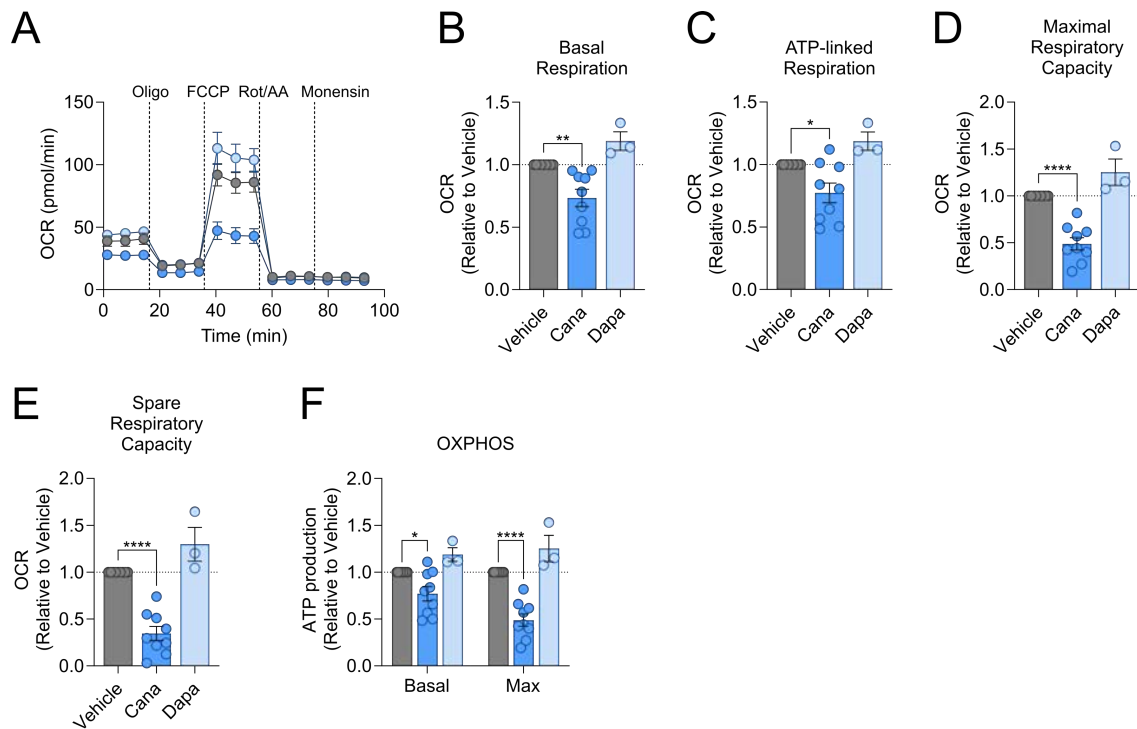 A
Oligo FCCP Rot/AA Monensin
OCR (pmol/min)
150
100
50
0
0 20 40 60 80 100
Time (min)
B
Basal
Respiration
OCR
(Relative to Vehicle)
1.5
1.0
0.5
0.0
**
Vehicle Cana Dapa
C
ATP-linked
Respiration
OCR
(Relative to Vehicle)
1.5
1.0
0.5
0.0
*
Vehicle Cana Dapa
D
Maximal
Respiratory
Capacity
OCR
(Relative to Vehicle)
2.0
1.5
1.0
0.5
0.0
****
Vehicle Cana Dapa
E
Spare
Respiratory
Capacity
OCR
(Relative to Vehicle)
2.0
1.5
1.0
0.5
0.0
****
Vehicle Cana Dapa
F
OXPHOS
ATP production
(Relative to Vehicle)
2.0
1.5
1.0
0.5
0.0
* ****
Basal Max